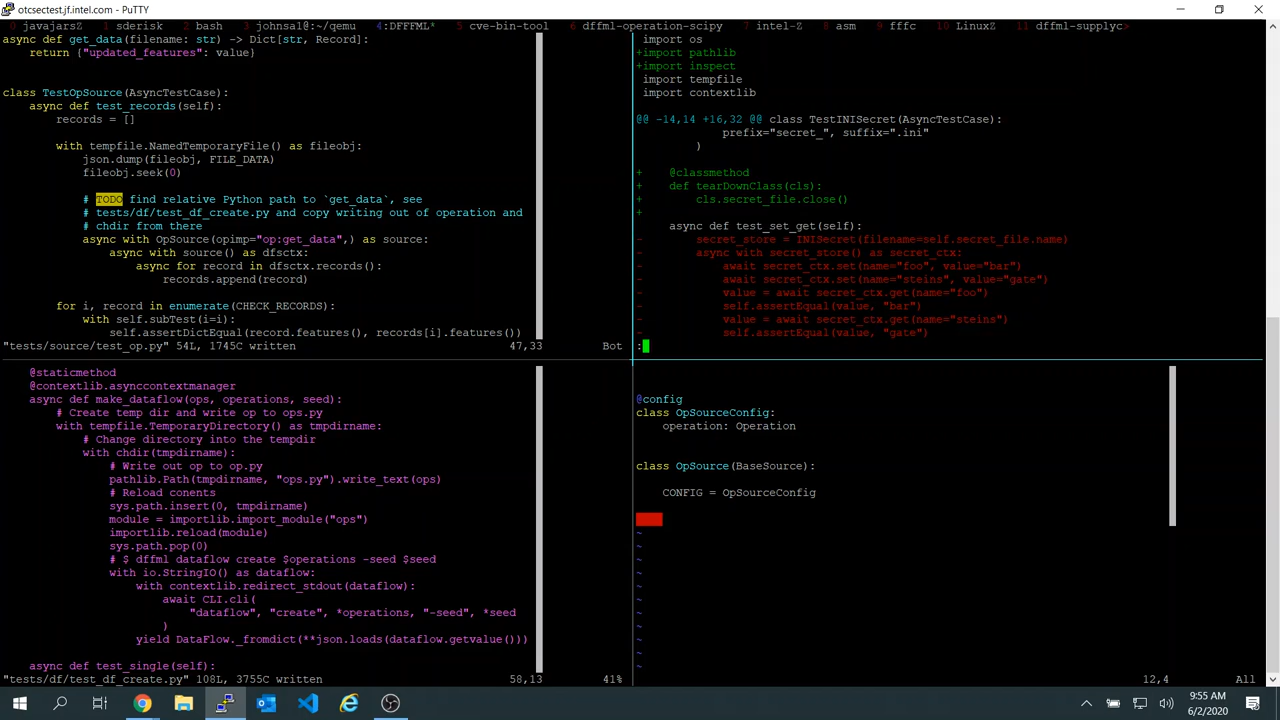 otcsectest.jf.intel.com - PuTTY
0 javajarsZ 1 sderisk 2 bash 3 johnsa1@:~/qemu 4:DFFFML* 5 cve-bin-tool 6 dffml-operation-scipy 7 intel-Z 8 asm 9 fffc 10 LinuxZ 11 dffml-supplyc>
async def get_data(filename: str) -> Dict[str, Record]:
    return {"updated_features": value}
class TestOpSource(AsyncTestCase):
    async def test_records(self):
        records = []
        with tempfile.NamedTemporaryFile() as fileobj:
            json.dump(fileobj, FILE_DATA)
            fileobj.seek(0)
            # TODO find relative Python path to `get_data`, see
            # tests/df/test_df_create.py and copy writing out of operation and
            # chdir from there
            async with OpSource(opimp="op:get_data",) as source:
                async with source() as dfsctx:
                    async for record in dfsctx.records():
                        records.append(record)
        for i, record in enumerate(CHECK_RECORDS):
            with self.subTest(i=i):
                self.assertDictEqual(record.features(), records[i].features())
"tests/source/test_op.py" 54L, 1745C written 47,33 Bot
 import os
+import pathlib
+import inspect
 import tempfile
 import contextlib
@@ -14,14 +16,32 @@ class TestINISecret(AsyncTestCase):
             prefix="secret_", suffix=".ini"
         )
+    @classmethod
+    def tearDownClass(cls):
+        cls.secret_file.close()
+
     async def test_set_get(self):
-        secret_store = INISecret(filename=self.secret_file.name)
-        async with secret_store() as secret_ctx:
-            await secret_ctx.set(name="foo", value="bar")
-            await secret_ctx.set(name="steins", value="gate")
-            value = await secret_ctx.get(name="foo")
-            self.assertEqual(value, "bar")
-            value = await secret_ctx.get(name="steins")
-            self.assertEqual(value, "gate")
:
    @staticmethod
    @contextlib.asynccontextmanager
    async def make_dataflow(ops, operations, seed):
        # Create temp dir and write op to ops.py
        with tempfile.TemporaryDirectory() as tmpdirname:
            # Change directory into the tempdir
            with chdir(tmpdirname):
                # Write out op to op.py
                pathlib.Path(tmpdirname, "ops.py").write_text(ops)
                # Reload conents
                sys.path.insert(0, tmpdirname)
                module = importlib.import_module("ops")
                importlib.reload(module)
                sys.path.pop(0)
                # $ dffml dataflow create $operations -seed $seed
                with io.StringIO() as dataflow:
                    with contextlib.redirect_stdout(dataflow):
                        await CLI.cli(
                            "dataflow", "create", *operations, "-seed", *seed
                        )
                    yield DataFlow._fromdict(**json.loads(dataflow.getvalue()))
    async def test_single(self):
"tests/df/test_df_create.py" 108L, 3755C written 58,13 41%
@config
class OpSourceConfig:
    operation: Operation
class OpSource(BaseSource):
    CONFIG = OpSourceConfig
~
~
~
~
~
~
~
~
~
~
~
12,4 All
9:55 AM
6/2/2020